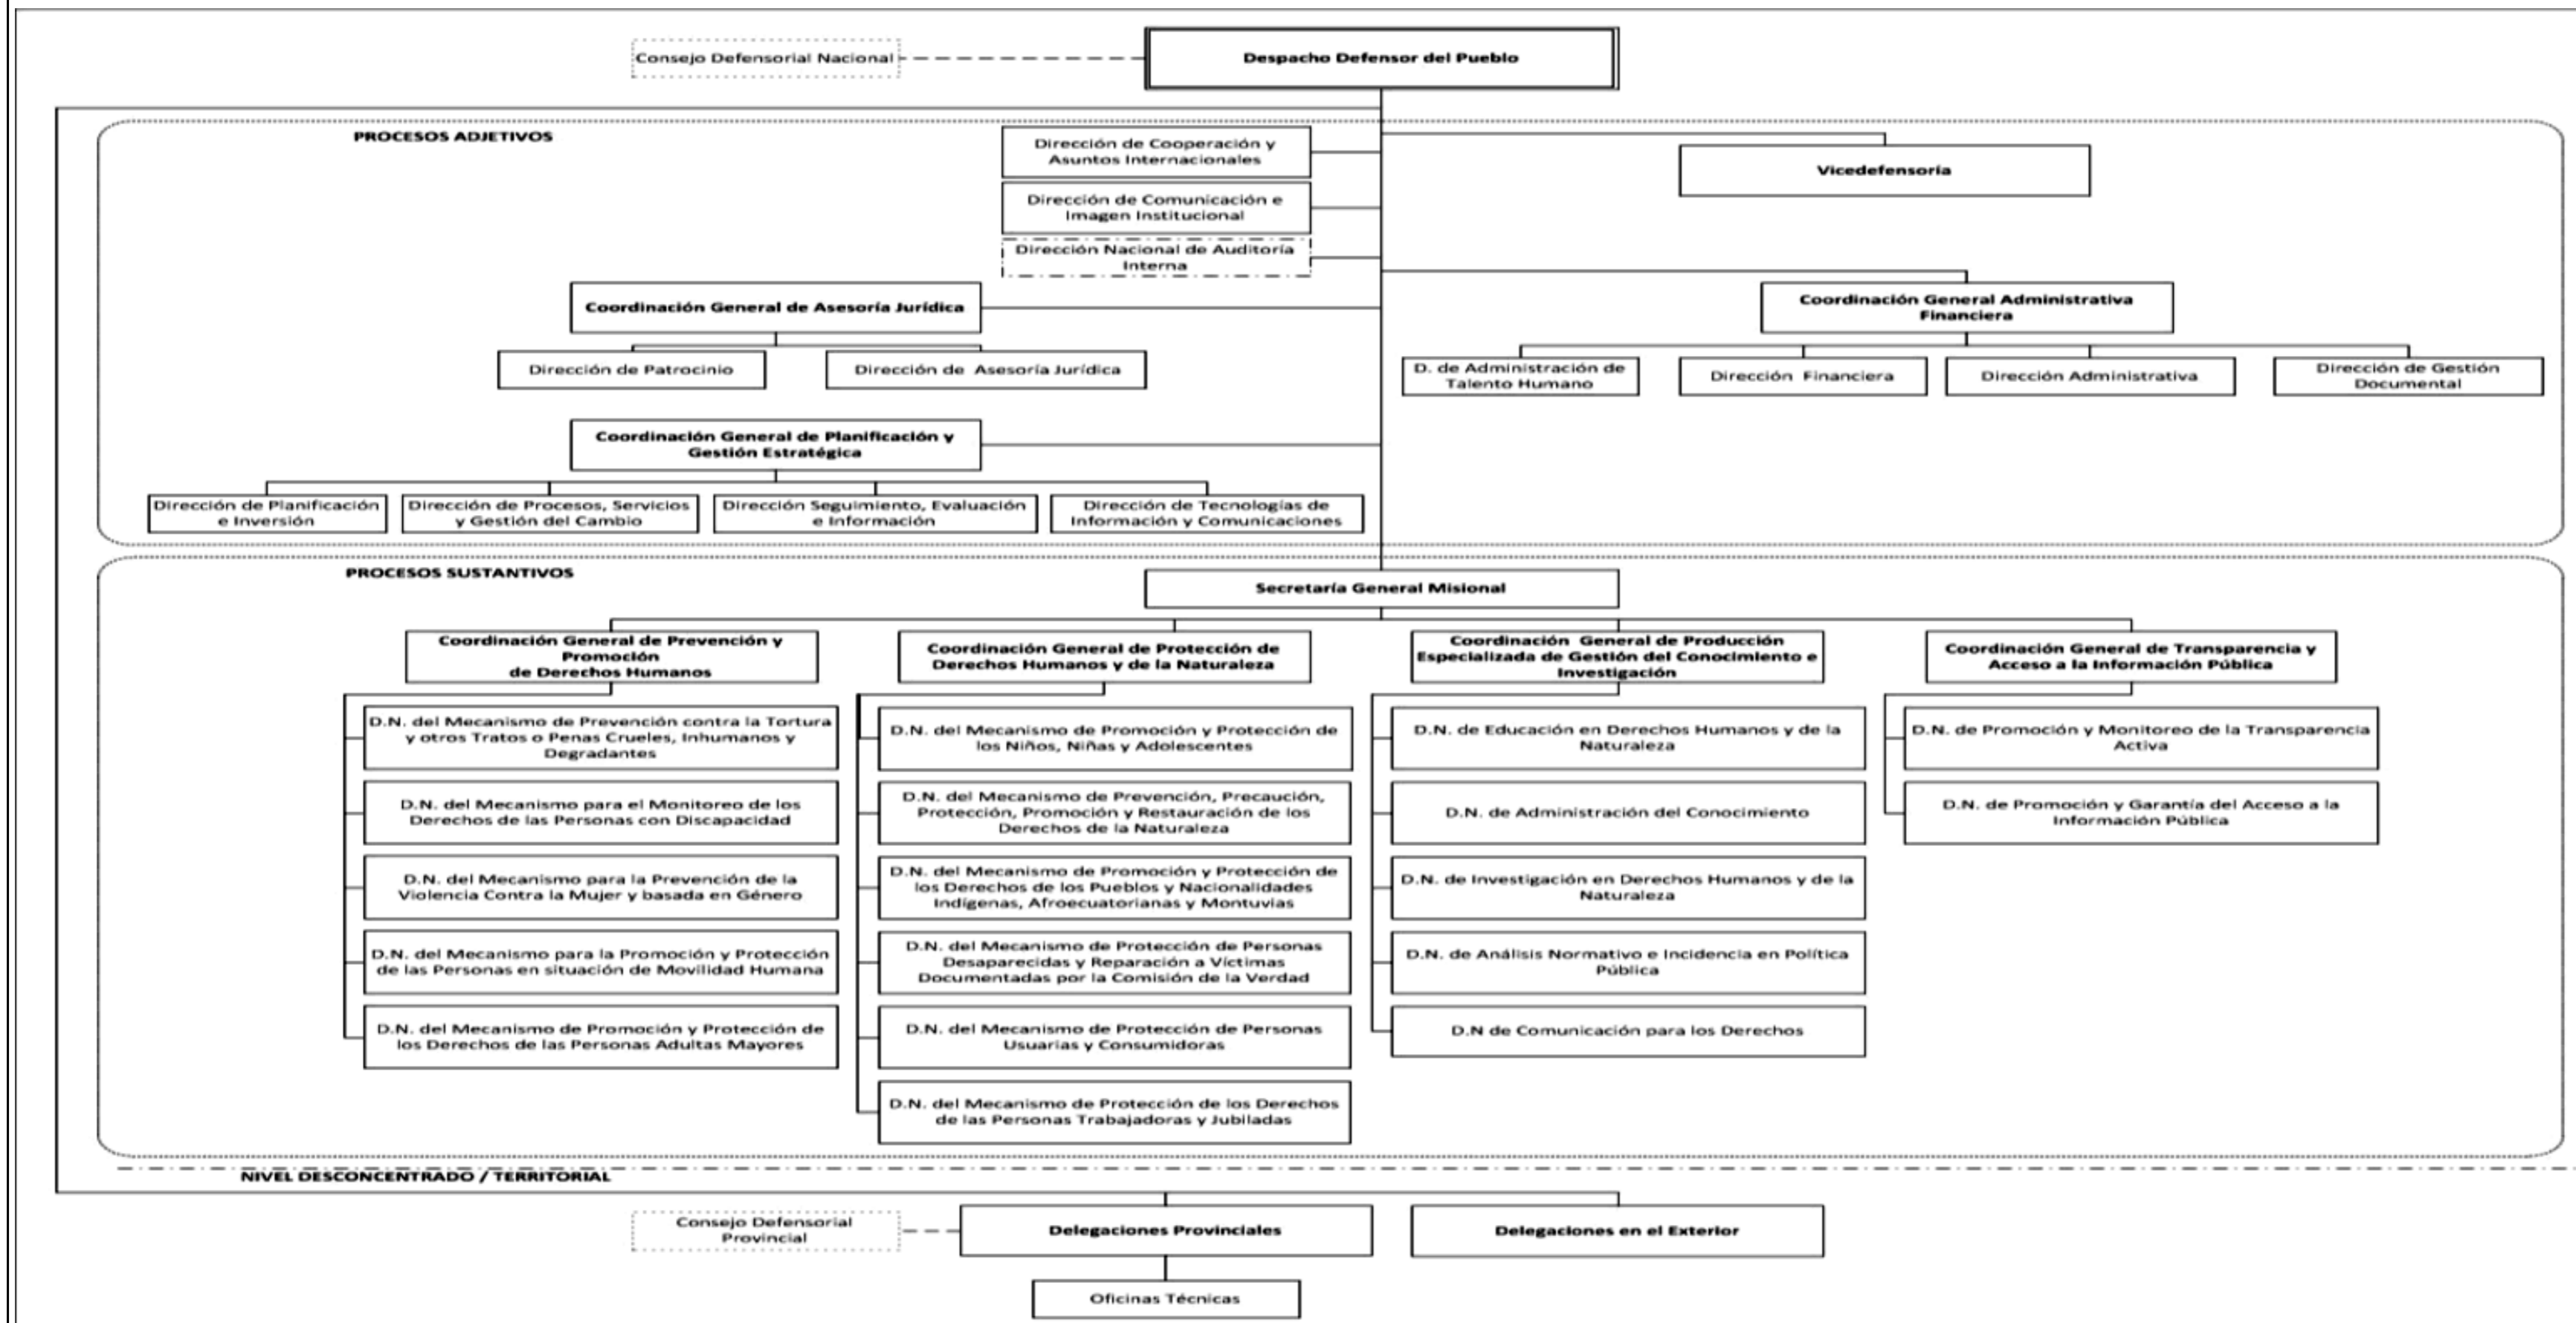 Consejo Defensorial Nacional
Despacho Defensor del Pueblo
PROCESOS ADJETIVOS
Dirección de Cooperación y
Asuntos Internacionales
Vicedefensoría
Dirección de Comunicación e
Imagen Institucional
Dirección Nacional de Auditoría
Interna
Coordinación General de Asesoría Jurídica
Coordinación General Administrativa
Financiera
Dirección de Patrocinio
Dirección de Asesoría Jurídica
D. de Administración de
Talento Humano
Dirección Financiera
Dirección Administrativa
Dirección de Gestión
Documental
Coordinación General de Planificación y
Gestión Estratégica
Dirección de Planificación
e Inversión
Dirección de Procesos, Servicios
y Gestión del Cambio
Dirección Seguimiento, Evaluación
e Información
Dirección de Tecnologías de
Información y Comunicaciones
PROCESOS SUSTANTIVOS
Secretaría General Misional
Coordinación General de Prevención y
Promoción
de Derechos Humanos
Coordinación General de Protección de
Derechos Humanos y de la Naturaleza
Coordinación General de Producción
Especializada de Gestión del Conocimiento e
Investigación
Coordinación General de Transparencia y
Acceso a la Información Pública
D.N. del Mecanismo de Prevención contra la Tortura
y otros Tratos o Penas Crueles, Inhumanos y
Degradantes
D.N. del Mecanismo para el Monitoreo de los
Derechos de las Personas con Discapacidad
D.N. del Mecanismo para la Prevención de la
Violencia Contra la Mujer y basada en Género
D.N. del Mecanismo para la Promoción y Protección
de las Personas en situación de Movilidad Humana
D.N. del Mecanismo de Promoción y Protección de
los Derechos de las Personas Adultas Mayores
D.N. del Mecanismo de Promoción y Protección de
los Niños, Niñas y Adolescentes
D.N. del Mecanismo de Prevención, Precaución,
Protección, Promoción y Restauración de los
Derechos de la Naturaleza
D.N. del Mecanismo de Promoción y Protección de
los Derechos de los Pueblos y Nacionalidades
Indígenas, Afroecuatorianas y Montuvias
D.N. del Mecanismo de Protección de Personas
Desaparecidas y Reparación a Víctimas
Documentadas por la Comisión de la Verdad
D.N. del Mecanismo de Protección de Personas
Usuarias y Consumidoras
D.N. del Mecanismo de Protección de los Derechos
de las Personas Trabajadoras y Jubiladas
D.N. de Educación en Derechos Humanos y de la
Naturaleza
D.N. de Administración del Conocimiento
D.N. de Investigación en Derechos Humanos y de la
Naturaleza
D.N. de Análisis Normativo e Incidencia en Política
Pública
D.N de Comunicación para los Derechos
D.N. de Promoción y Monitoreo de la Transparencia
Activa
D.N. de Promoción y Garantía del Acceso a la
Información Pública
NIVEL DESCONCENTRADO / TERRITORIAL
Consejo Defensorial
Provincial
Delegaciones Provinciales
Delegaciones en el Exterior
Oficinas Técnicas